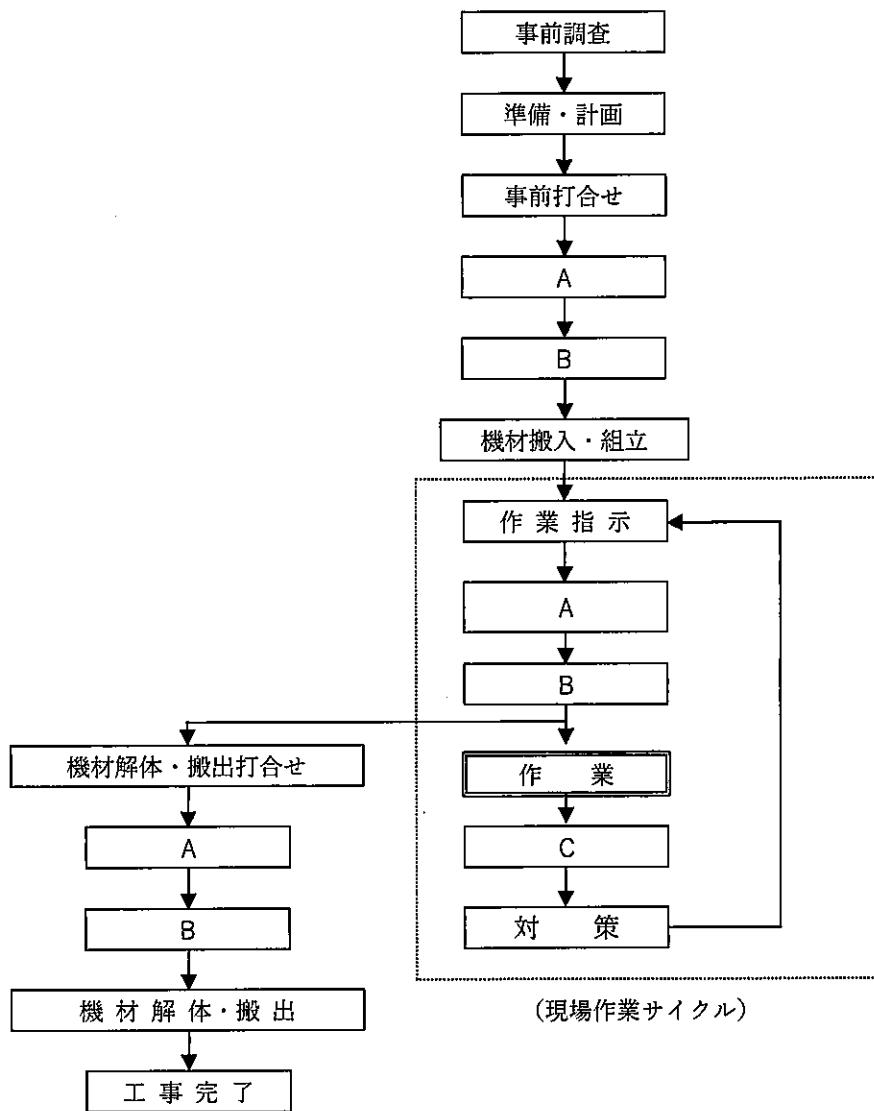 事前調査
準備・計画
事前打合せ
A
B
機材搬入・組立
作業指示
A
B
作業
C
対策
機材解体・搬出打合せ
A
B
機材解体・搬出
工事完了
(現場作業サイクル)